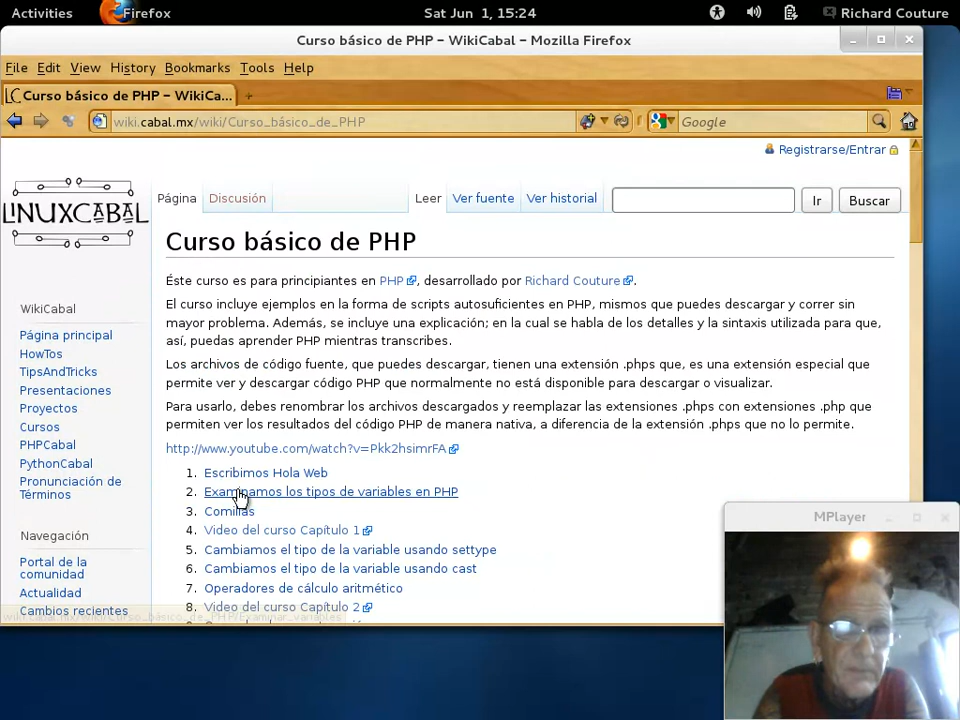 Activities Firefox Sat Jun 1, 15:24 Richard Couture
Curso básico de PHP - WikiCabal - Mozilla Firefox
File Edit View History Bookmarks Tools Help
Curso básico de PHP - WikiCa... +
wiki.cabal.mx/wiki/Curso_básico_de_PHP Google
Registrarse/Entrar
LINUXCABAL
Página Discusión Leer Ver fuente Ver historial Ir Buscar
Curso básico de PHP
Éste curso es para principiantes en PHP, desarrollado por Richard Couture.
El curso incluye ejemplos en la forma de scripts autosuficientes en PHP, mismos que puedes descargar y correr sin
mayor problema. Además, se incluye una explicación; en la cual se habla de los detalles y la sintaxis utilizada para que,
así, puedas aprender PHP mientras transcribes.
Los archivos de código fuente, que puedes descargar, tienen una extensión .phps que, es una extensión especial que
permite ver y descargar código PHP que normalmente no está disponible para descargar o visualizar.
Para usarlo, debes renombrar los archivos descargados y reemplazar las extensiones .phps con extensiones .php que
permiten ver los resultados del código PHP de manera nativa, a diferencia de la extensión .phps que no lo permite.
http://www.youtube.com/watch?v=Pkk2hsimrFA
1. Escribimos Hola Web
2. Examinamos los tipos de variables en PHP
3. Comillas
4. Video del curso Capítulo 1
5. Cambiamos el tipo de la variable usando settype
6. Cambiamos el tipo de la variable usando cast
7. Operadores de cálculo aritmético
8. Video del curso Capítulo 2
WikiCabal
Página principal
HowTos
TipsAndTricks
Presentaciones
Proyectos
Cursos
PHPCabal
PythonCabal
Pronunciación de
Términos
Navegación
Portal de la
comunidad
Actualidad
Cambios recientes
wiki.cabal.mx/wiki/Curso_básico_de_PHP/Examinar_variables
MPlayer